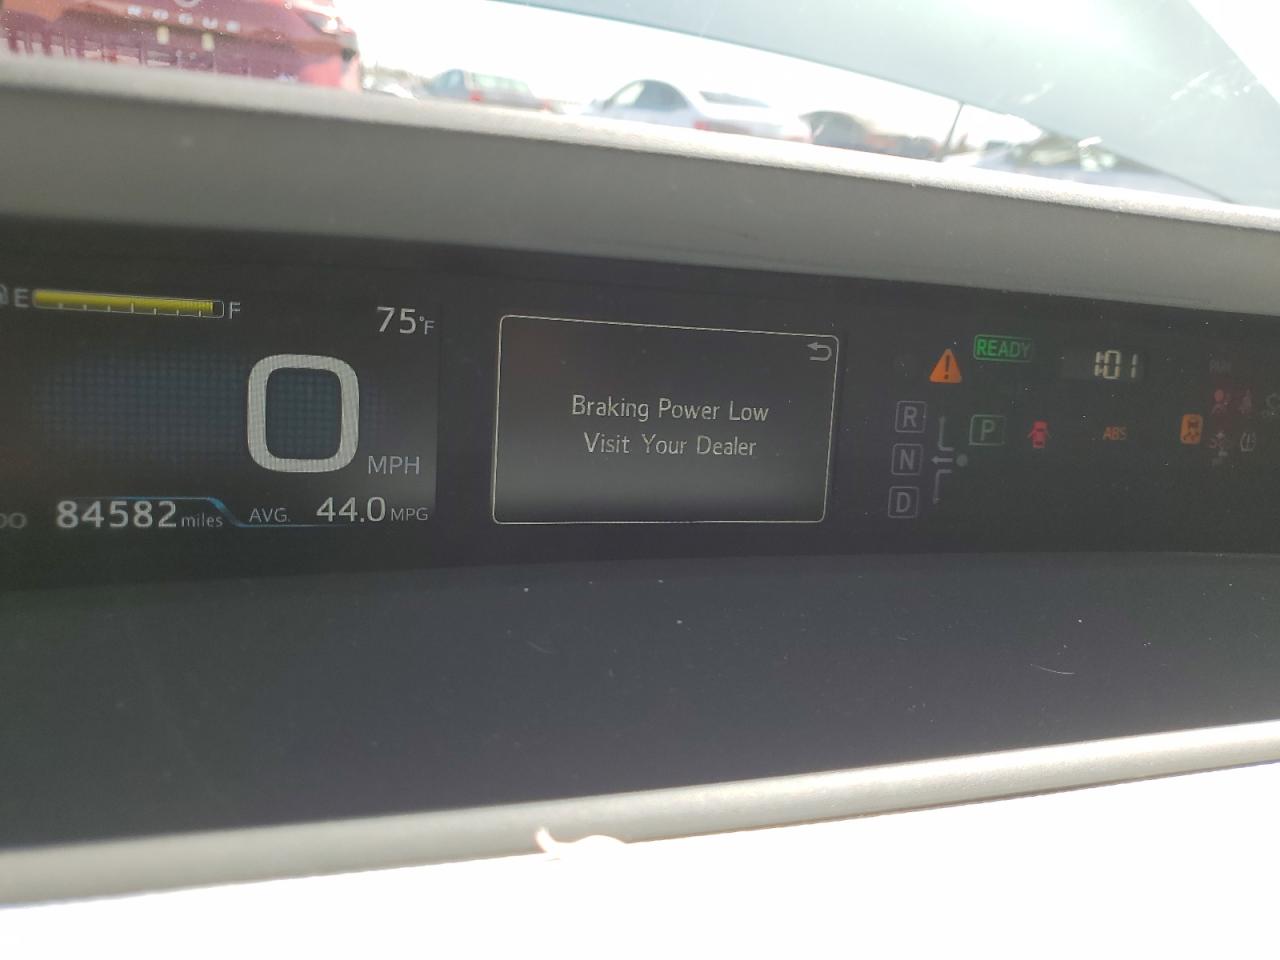 ROGUE
E F
75°F
0 MPH
84582 miles AVG. 44.0 MPG
Braking Power Low
Visit Your Dealer
READY
1:01
R
N
D
P
ABS